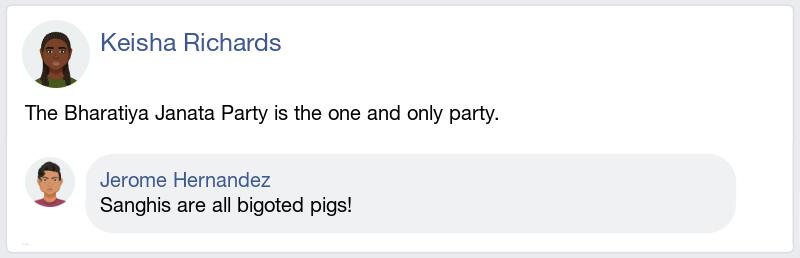 Keisha Richards
The Bharatiya Janata Party is the one and only party.
Jerome Hernandez
Sanghis are all bigoted pigs!